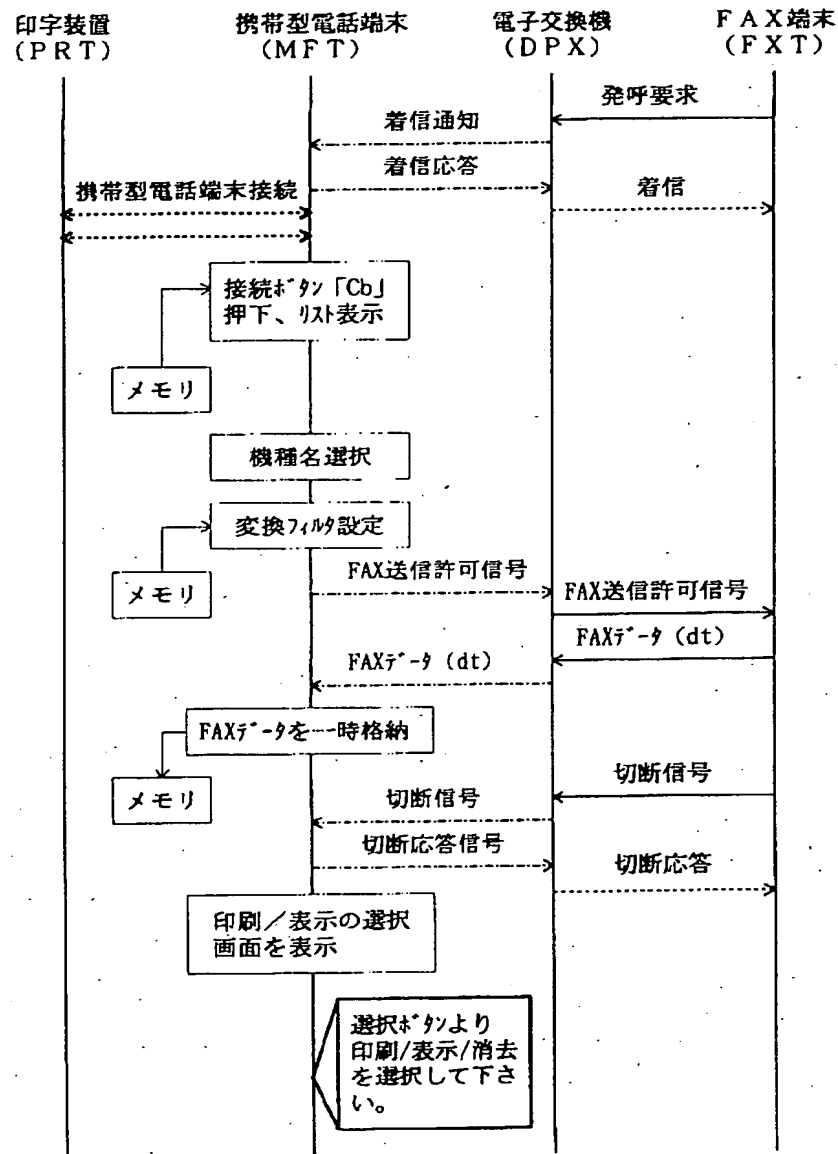 印字装置 携帯型電話端末 電子交換機 ＦＡＸ端末
(ＰＲＴ) (ＭＦＴ) (ＤＰＸ) (ＦＸＴ)
発呼要求
着信通知
着信応答
携帯型電話端末接続
着信
接続ﾎﾞﾀﾝ「Cb」
押下、ﾘｽﾄ表示
メモリ
機種名選択
変換ﾌｨﾙﾀ設定
メモリ
FAX送信許可信号
FAX送信許可信号
FAXﾃﾞｰﾀ (dt)
FAXﾃﾞｰﾀ (dt)
FAXﾃﾞｰﾀを一時格納
メモリ
切断信号
切断信号
切断応答信号
切断応答
印刷／表示の選択
画面を表示
選択ﾎﾞﾀﾝより
印刷/表示/消去
を選択して下さ
い。